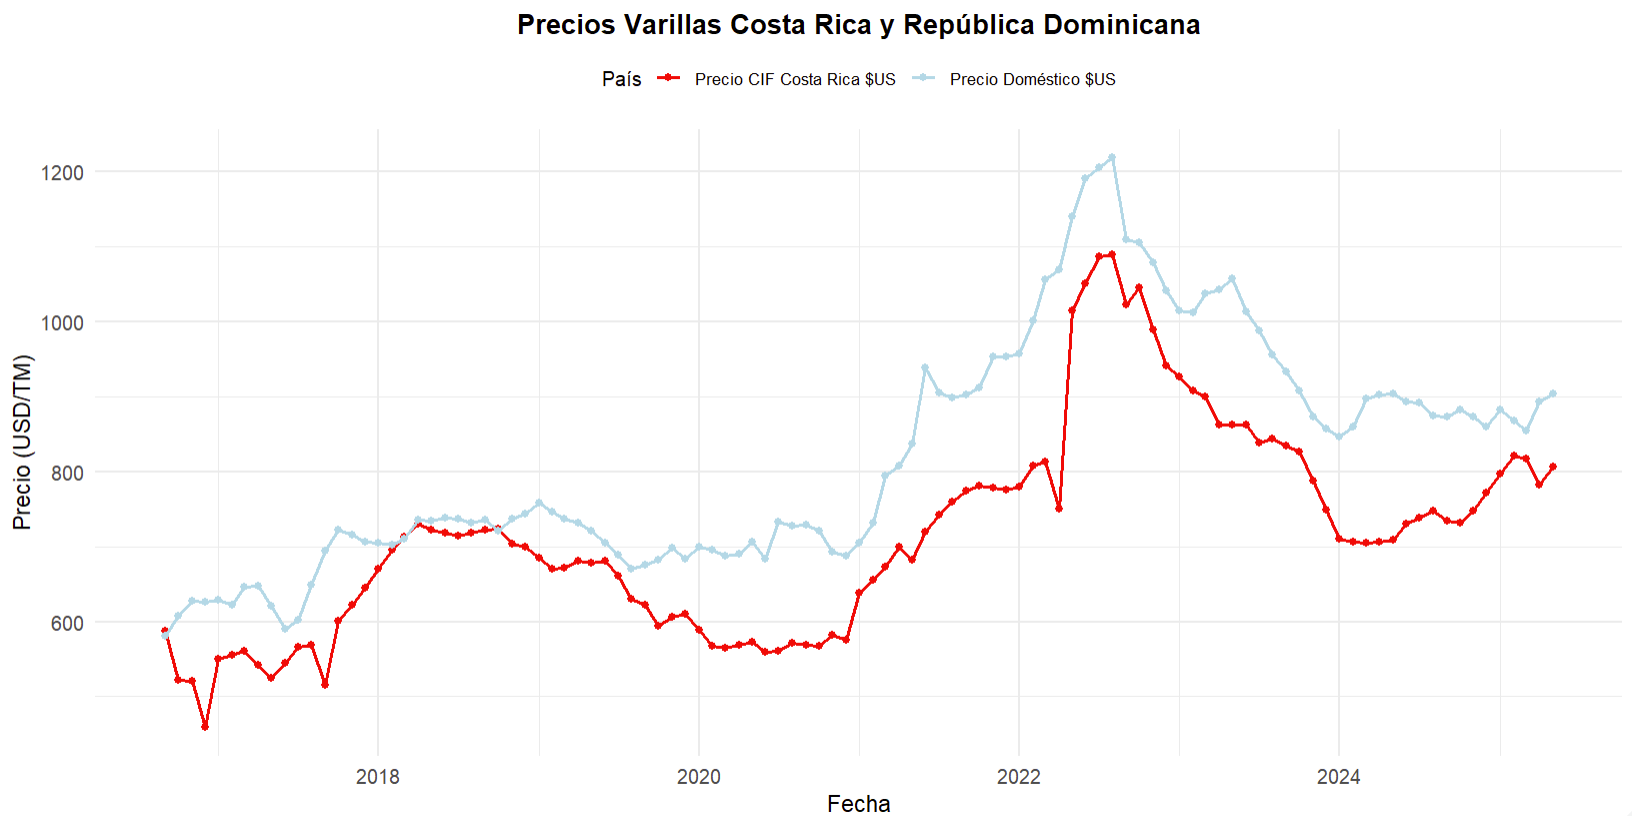 Precios Varillas Costa Rica y República Dominicana
País Precio CIF Costa Rica $US Precio Doméstico $US
Precio (USD/TM)
1200
1000
800
600
2018 2020 2022 2024
Fecha